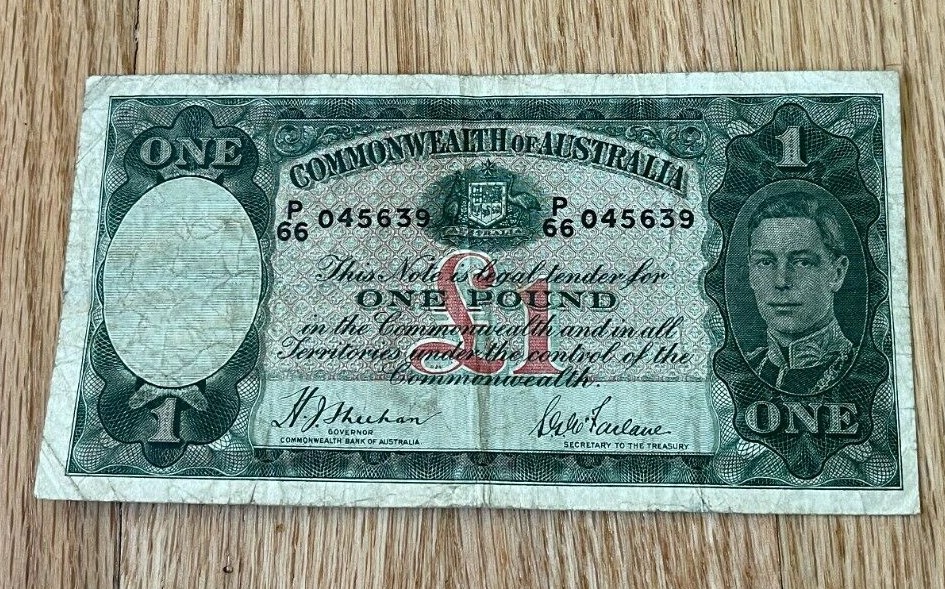 ONE
1
COMMONWEALTH OF AUSTRALIA
P
66 045639
P
66 045639
AUSTRALIA
This Note is legal tender for
ONE POUND
in the Commonwealth and in all
Territories under the control of the
Commonwealth.
£1
H.J. Sheehan
GOVERNOR
COMMONWEALTH BANK OF AUSTRALIA
SECRETARY TO THE TREASURY
1
ONE